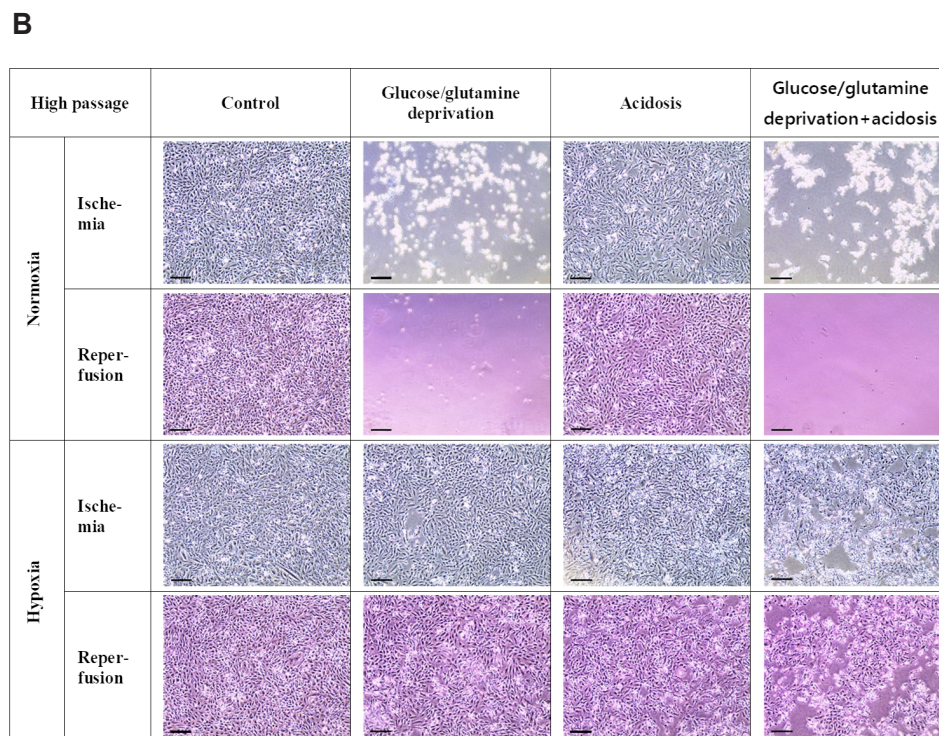 B
High passage
Control
Glucose/glutamine
deprivation
Acidosis
Glucose/glutamine
deprivation+acidosis
Normoxia
Ische-
mia
Reper-
fusion
Hypoxia
Ische-
mia
Reper-
fusion